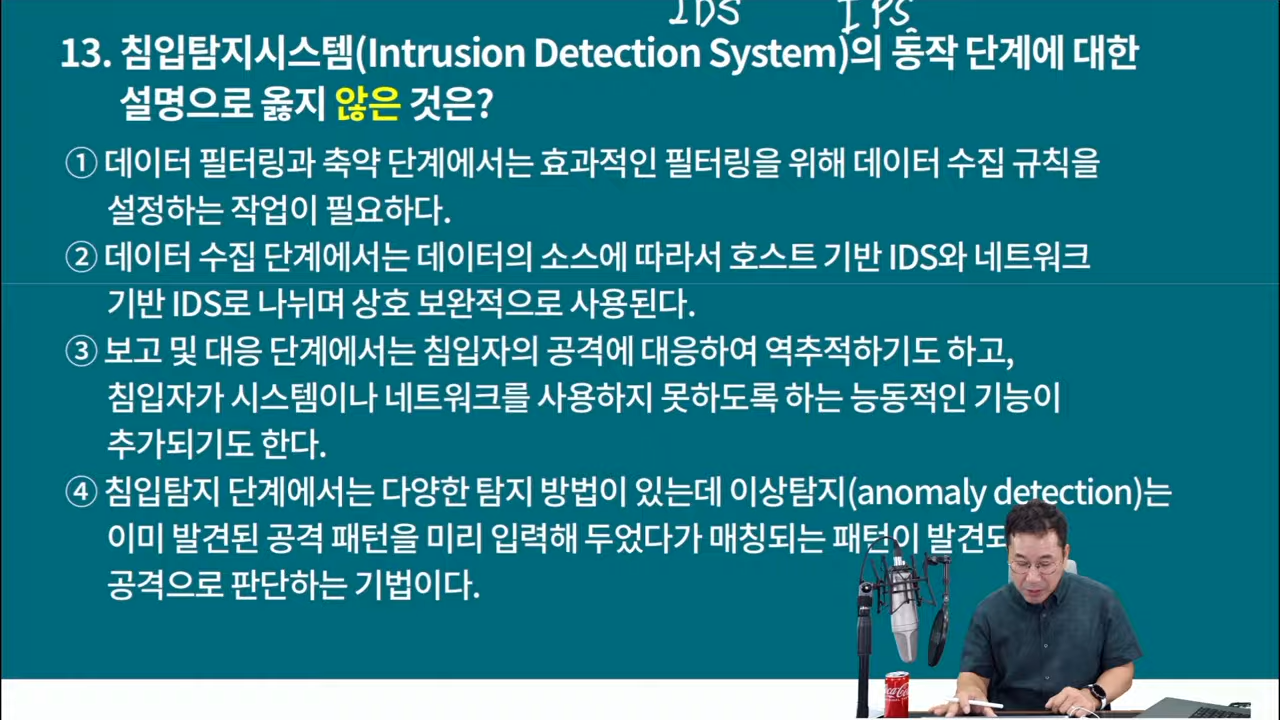 IDS IPS
13. 침입탐지시스템(Intrusion Detection System)의 동작 단계에 대한
설명으로 옳지 않은 것은?
① 데이터 필터링과 축약 단계에서는 효과적인 필터링을 위해 데이터 수집 규칙을
설정하는 작업이 필요하다.
② 데이터 수집 단계에서는 데이터의 소스에 따라서 호스트 기반 IDS와 네트워크
기반 IDS로 나뉘며 상호 보완적으로 사용된다.
③ 보고 및 대응 단계에서는 침입자의 공격에 대응하여 역추적하기도 하고,
침입자가 시스템이나 네트워크를 사용하지 못하도록 하는 능동적인 기능이
추가되기도 한다.
④ 침입탐지 단계에서는 다양한 탐지 방법이 있는데 이상탐지(anomaly detection)는
이미 발견된 공격 패턴을 미리 입력해 두었다가 매칭되는 패턴이
공격으로 판단하는 기법이다.
Coca-Cola